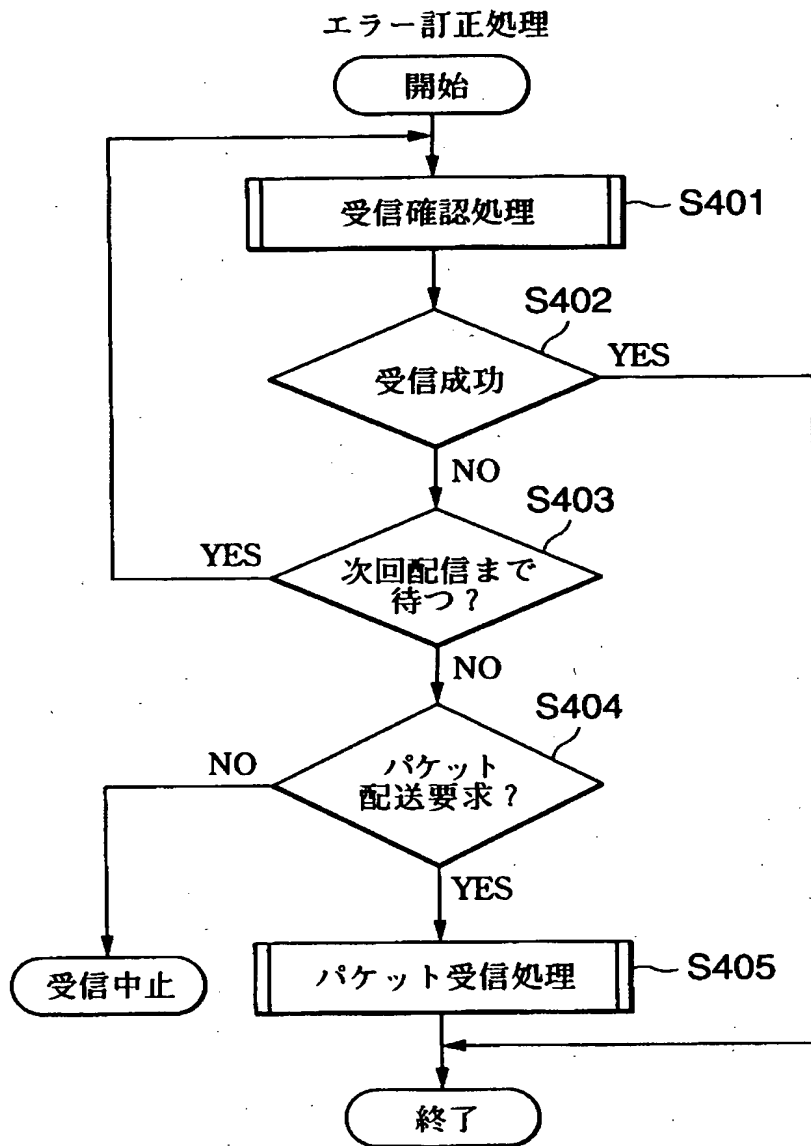 エラー訂正処理
開始
受信確認処理
S401
S402
受信成功
YES
NO
S403
YES
次回配信まで
待つ?
NO
S404
NO
パケット
配送要求?
YES
受信中止
パケット受信処理
S405
終了